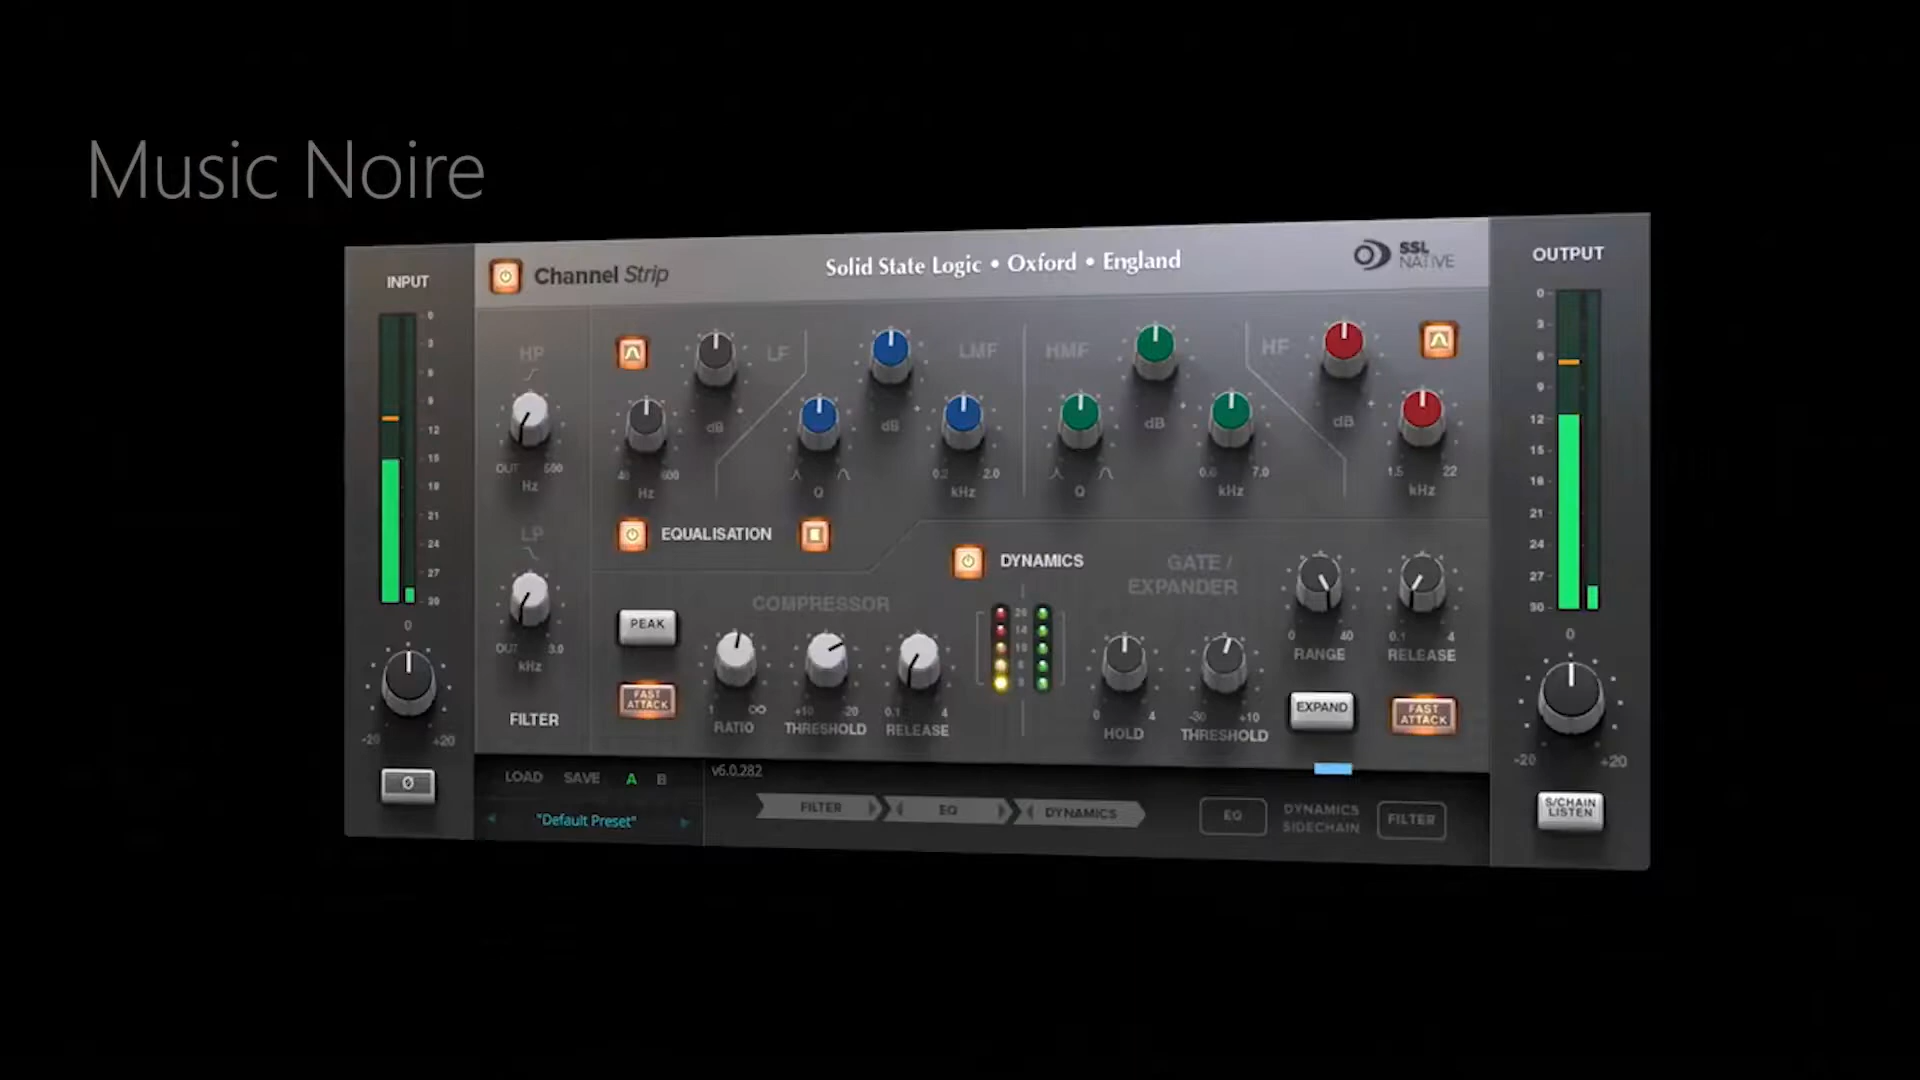 Music Noire
INPUT
Channel Strip
Solid State Logic • Oxford • England
SSL
NATIVE
OUTPUT
HP
OUT 500
Hz
LP
OUT 3.0
kHz
FILTER
LF
dB
40 600
Hz
LMF
dB
Q
0.2 2.0
kHz
HMF
dB
Q
0.6 7.0
kHz
HF
dB
1.5 22
kHz
EQUALISATION
DYNAMICS
COMPRESSOR
PEAK
FAST
ATTACK
1 ∞
RATIO
+10 -20
THRESHOLD
0.1 4
RELEASE
GATE /
EXPANDER
0 4
HOLD
-30 +10
THRESHOLD
0 40
RANGE
0.1 4
RELEASE
EXPAND
FAST
ATTACK
0
-20 +20
Ø
0
-20 +20
S/CHAIN
LISTEN
LOAD SAVE A B
"Default Preset"
v6.0.282
FILTER EQ DYNAMICS
EQ
DYNAMICS
SIDECHAIN
FILTER